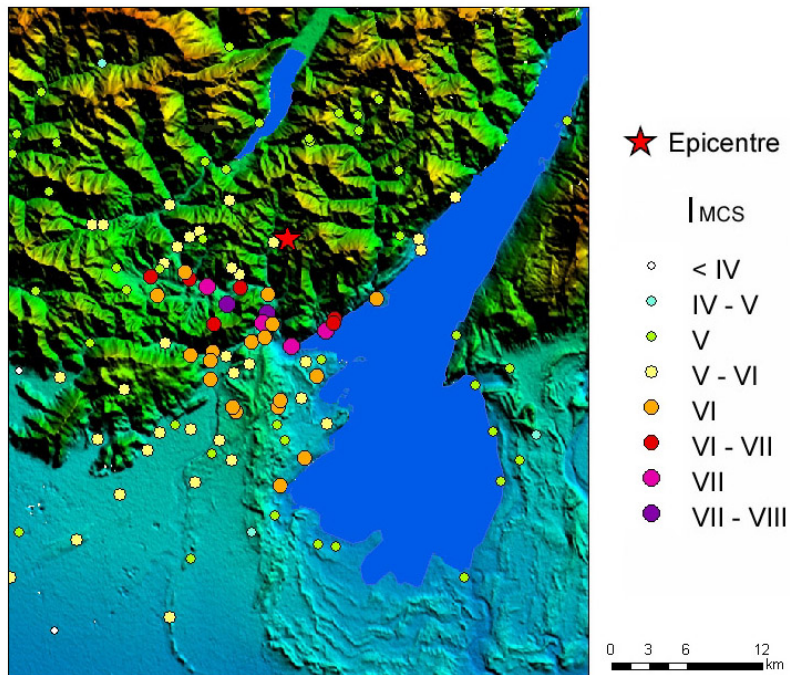 Epicentre
I MCS
< IV
IV - V
V
V - VI
VI
VI - VII
VII
VII - VIII
0 3 6 12
km